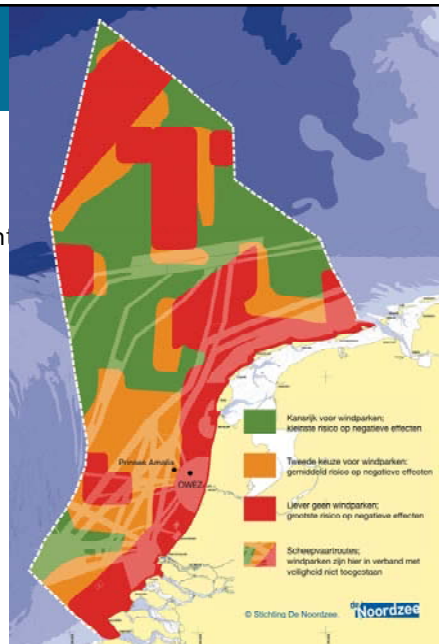 Prinses Amalia
OWEZ
Kansrijk voor windparken;
kleinste risico op negatieve effecten
Tweede keuze voor windparken;
gemiddeld risico op negatieve effecten
Liever geen windparken;
grootste risico op negatieve effecten
Scheepvaartroutes;
windparken zijn hier in verband met
veiligheid niet toegestaan
© Stichting De Noordzee.
de Noordzee